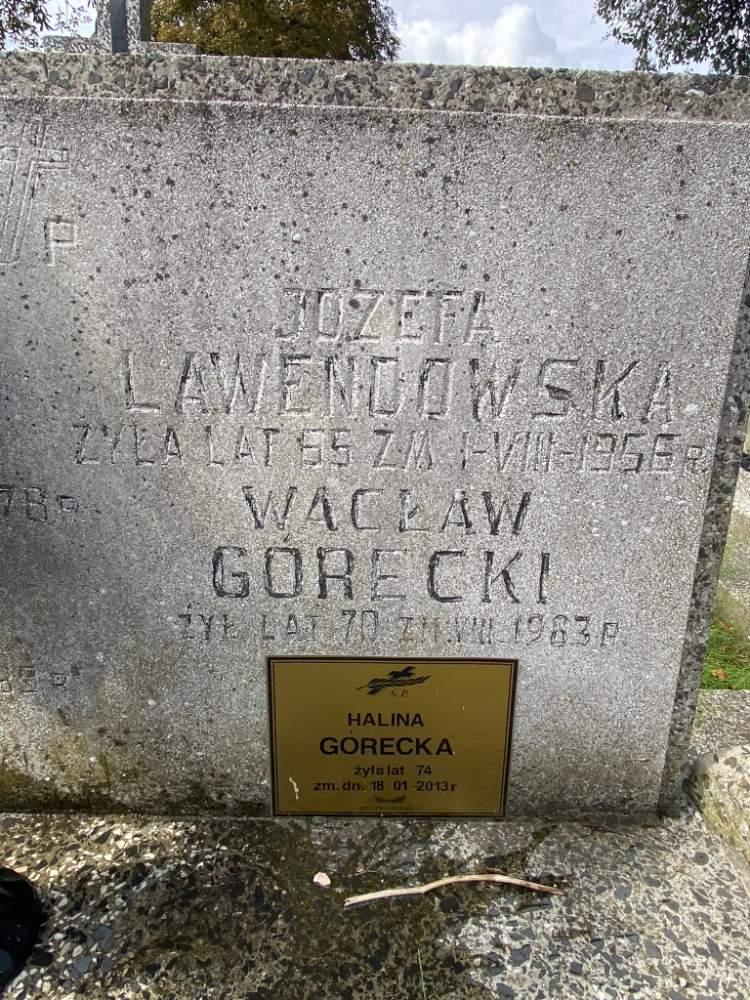 P
JÓZEFA
LAWENDOWSKA
ŻYŁA LAT 65 ZM 1-VIII-1956 R
78 R
WACŁAW
GÓRECKI
ŻYŁ LAT 70 ZM VIII 1983 R
Ś.P.
HALINA
GÓRECKA
żyła lat 74
zm. dn. 18 01-2013 r